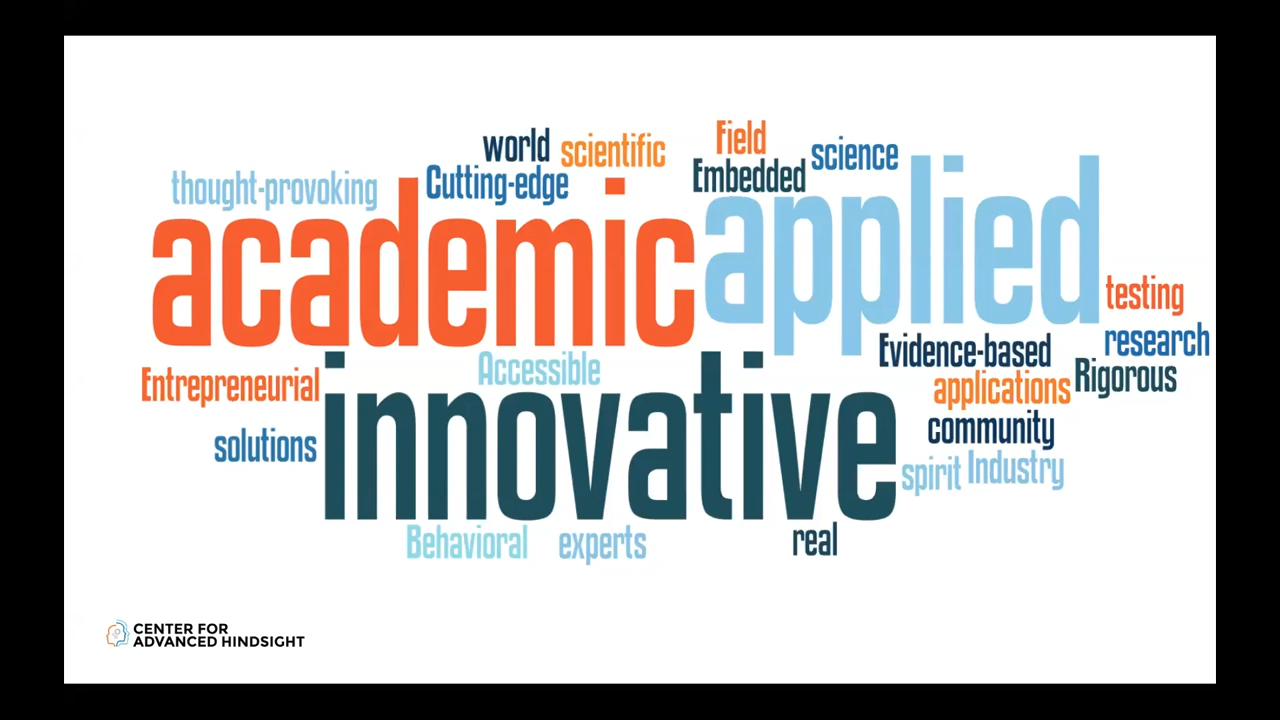 world
scientific
Field
science
thought-provoking
Cutting-edge
Embedded
academic
applied
testing
research
Evidence-based
Accessible
Entrepreneurial
applications
Rigorous
innovative
community
solutions
spirit
Industry
Behavioral
experts
real
CENTER FOR
ADVANCED HINDSIGHT